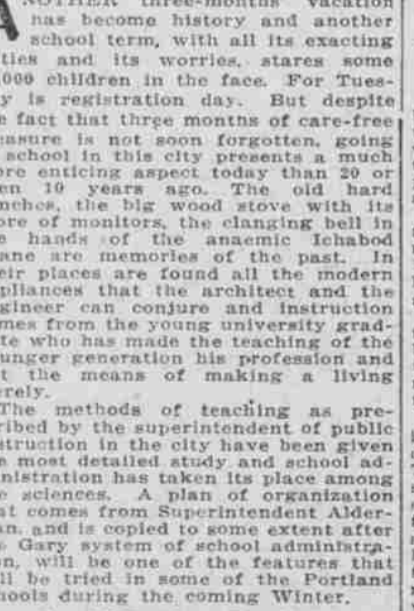 ANOTHER three-months' vacation
has become history and another
school term, with all its exacting
ties and its worries, stares some
,000 children in the face. For Tues-
y is registration day. But despite
e fact that three months of care-free
easure is not soon forgotten, going
school in this city presents a much
ore enticing aspect today than 20 or
en 10 years ago. The old hard
nches, the big wood stove with its
ore of monitors, the clanging bell in
e hands of the anaemic Ichabod
ane are memories of the past. In
eir places are found all the modern
pliances that the architect and the
gineer can conjure and instruction
mes from the young university grad-
te who has made the teaching of the
unger generation his profession and
t the means of making a living
erely.
The methods of teaching as pre-
ribed by the superintendent of public
struction in the city have been given
e most detailed study and school ad-
nistration has taken its place among
e sciences. A plan of organization
at comes from Superintendent Alder-
an, and is copied to some extent after
e Gary system of school administra-
on, will be one of the features that
ll be tried in some of the Portland
hools during the coming Winter.